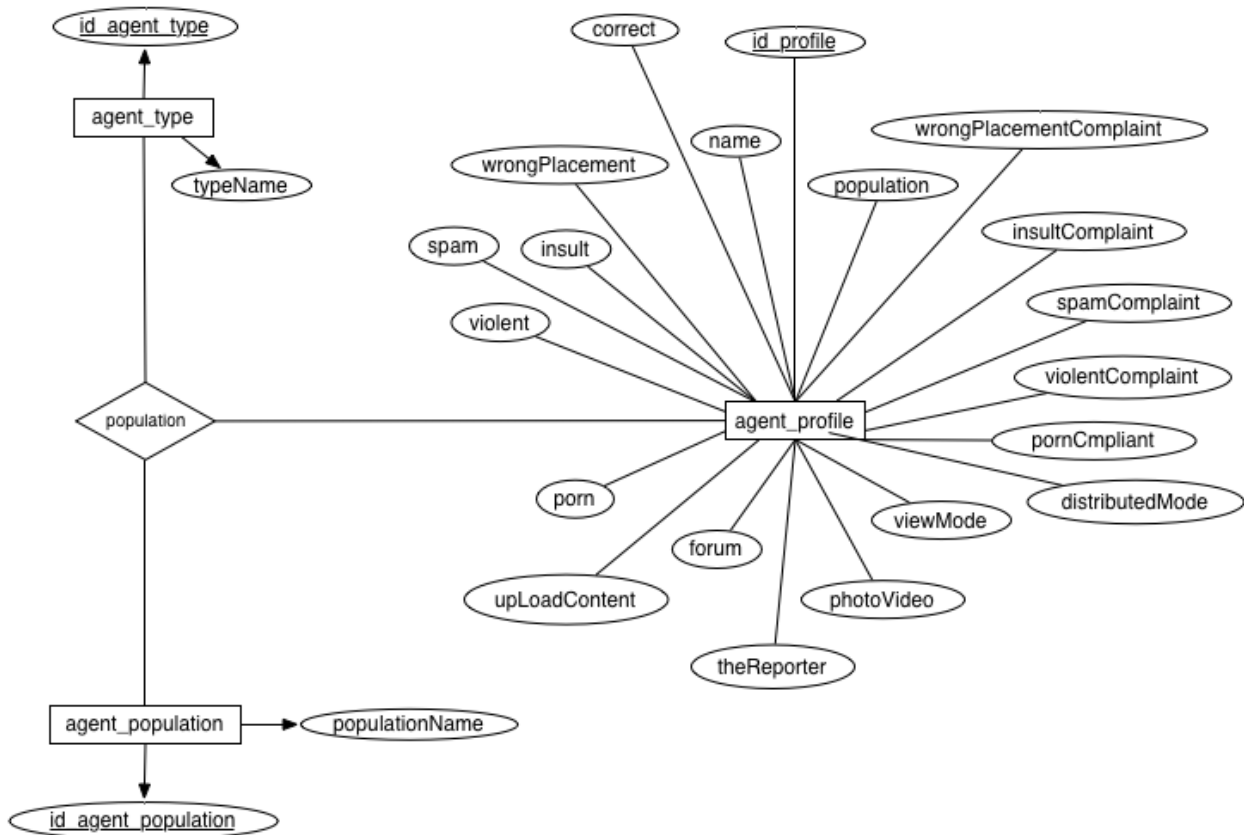 id_agent_type
correct
id_profile
agent_type
wrongPlacementComplaint
name
wrongPlacement
typeName
population
insultComplaint
spam
insult
spamComplaint
violent
violentComplaint
population
agent_profile
pornCmpliant
porn
distributedMode
viewMode
forum
upLoadContent
photoVideo
theReporter
agent_population
populationName
id_agent_population